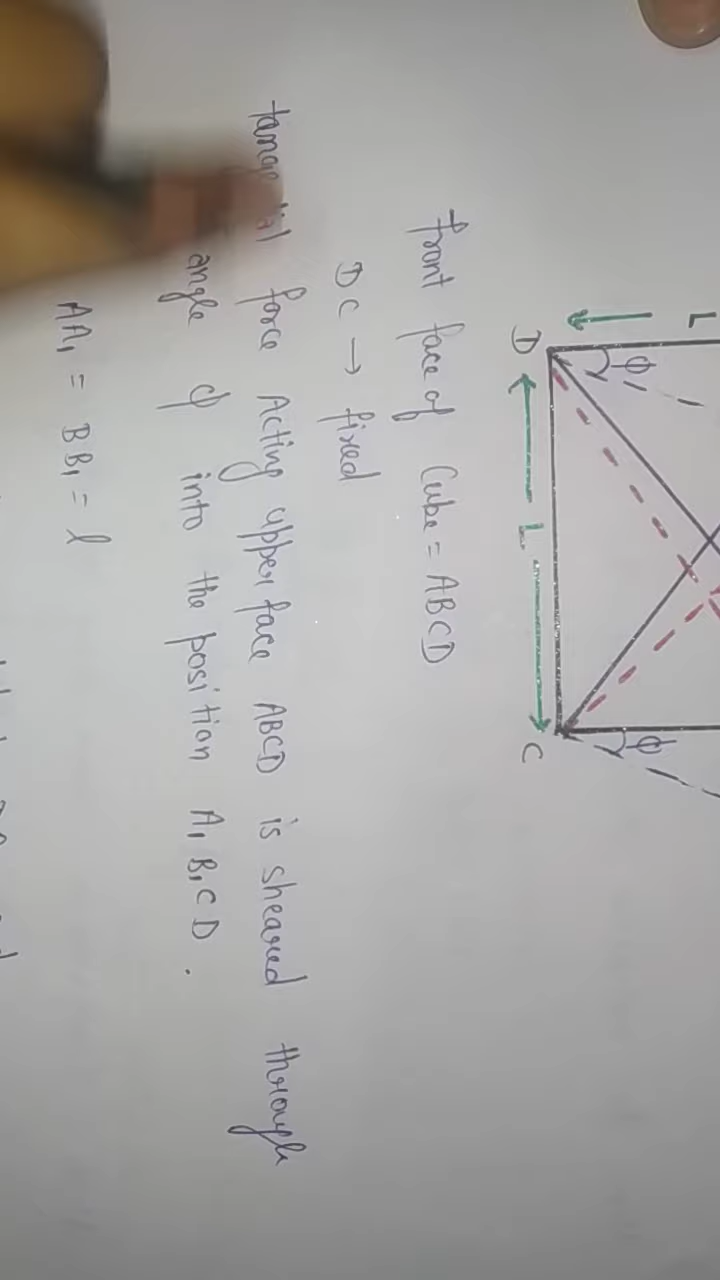 L
D
φ
L
C
φ
front face of Cube = ABCD
DC → fixed
force Acting upper face ABCD is sheared through
angle φ into the position A₁ B₁ C D.
AA₁ = BB₁ = l